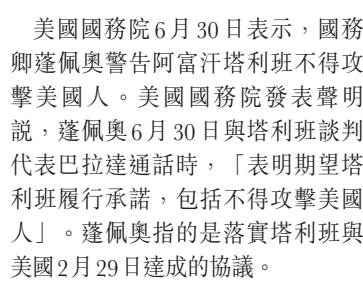 美國國務院6月30日表示，國務
卿蓬佩奧警告阿富汗塔利班不得攻
擊美國人。美國國務院發表聲明
説，蓬佩奧6月30日與塔利班談判
代表巴拉達通話時，「表明期望塔
利班履行承諾，包括不得攻擊美國
人」。蓬佩奧指的是落實塔利班與
美國2月29日達成的協議。